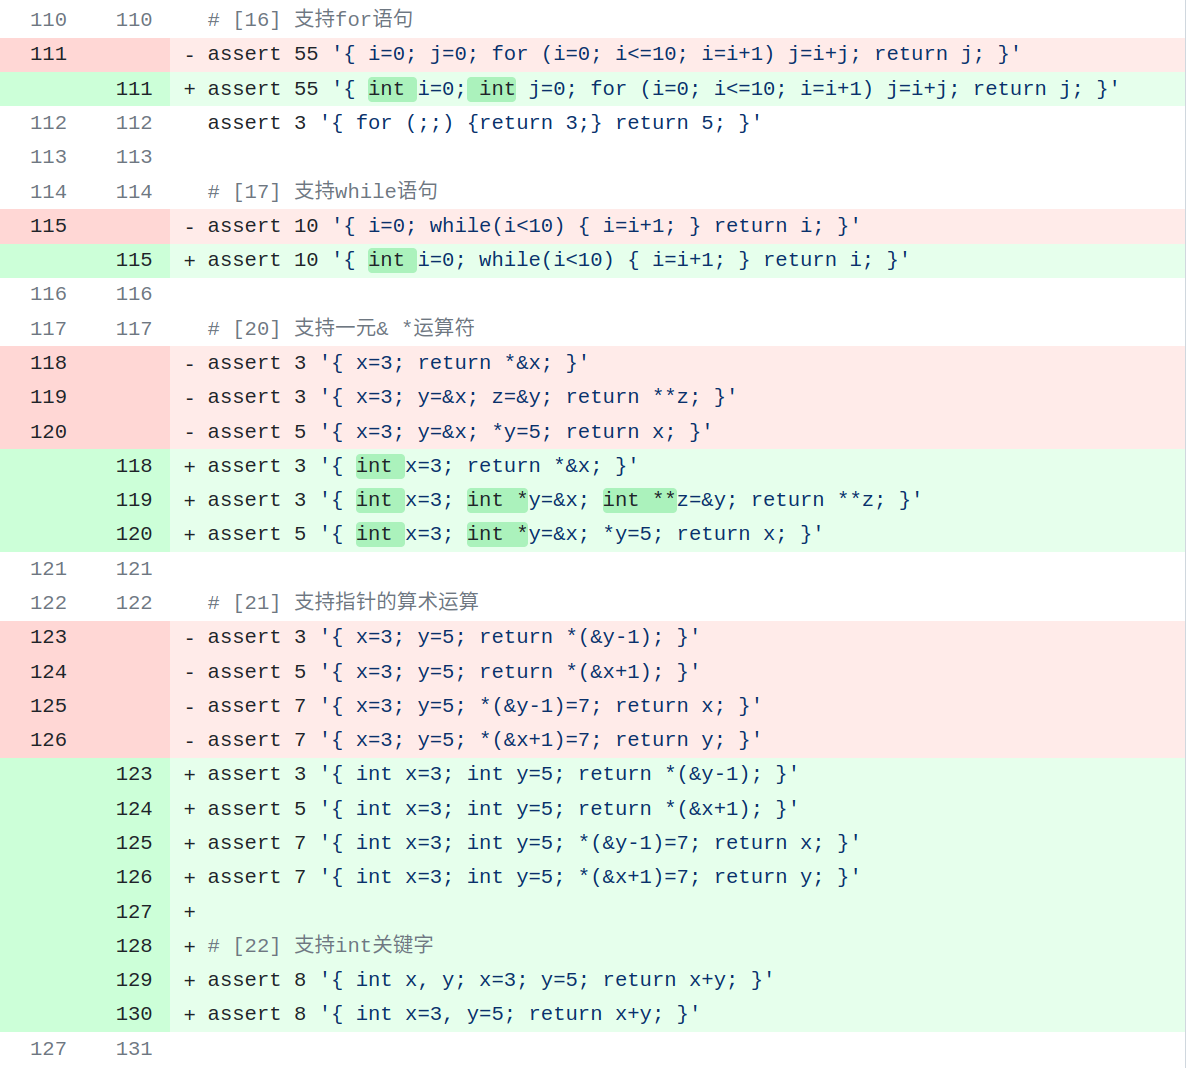 110 110 # [16] 支持for语句
111 - assert 55 '{ i=0; j=0; for (i=0; i<=10; i=i+1) j=i+j; return j; }'
111 + assert 55 '{ int i=0; int j=0; for (i=0; i<=10; i=i+1) j=i+j; return j; }'
112 112 assert 3 '{ for (;;) {return 3;} return 5; }'
113 113
114 114 # [17] 支持while语句
115 - assert 10 '{ i=0; while(i<10) { i=i+1; } return i; }'
115 + assert 10 '{ int i=0; while(i<10) { i=i+1; } return i; }'
116 116
117 117 # [20] 支持一元& *运算符
118 - assert 3 '{ x=3; return *&x; }'
119 - assert 3 '{ x=3; y=&x; z=&y; return **z; }'
120 - assert 5 '{ x=3; y=&x; *y=5; return x; }'
118 + assert 3 '{ int x=3; return *&x; }'
119 + assert 3 '{ int x=3; int *y=&x; int **z=&y; return **z; }'
120 + assert 5 '{ int x=3; int *y=&x; *y=5; return x; }'
121 121
122 122 # [21] 支持指针的算术运算
123 - assert 3 '{ x=3; y=5; return *(&y-1); }'
124 - assert 5 '{ x=3; y=5; return *(&x+1); }'
125 - assert 7 '{ x=3; y=5; *(&y-1)=7; return x; }'
126 - assert 7 '{ x=3; y=5; *(&x+1)=7; return y; }'
123 + assert 3 '{ int x=3; int y=5; return *(&y-1); }'
124 + assert 5 '{ int x=3; int y=5; return *(&x+1); }'
125 + assert 7 '{ int x=3; int y=5; *(&y-1)=7; return x; }'
126 + assert 7 '{ int x=3; int y=5; *(&x+1)=7; return y; }'
127 +
128 + # [22] 支持int关键字
129 + assert 8 '{ int x, y; x=3; y=5; return x+y; }'
130 + assert 8 '{ int x=3, y=5; return x+y; }'
127 131